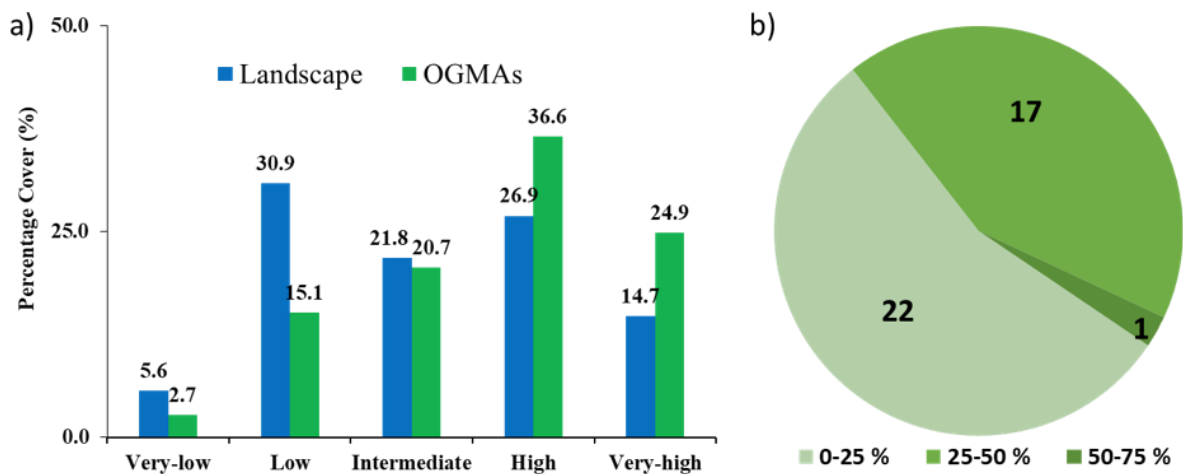 a)
50.0
25.0
0.0
Percentage Cover (%)
Landscape OGMAs
5.6 2.7
30.9 15.1
21.8 20.7
26.9 36.6
14.7 24.9
Very-low Low Intermediate High Very-high
b)
17
22
1
0-25 % 25-50 % 50-75 %